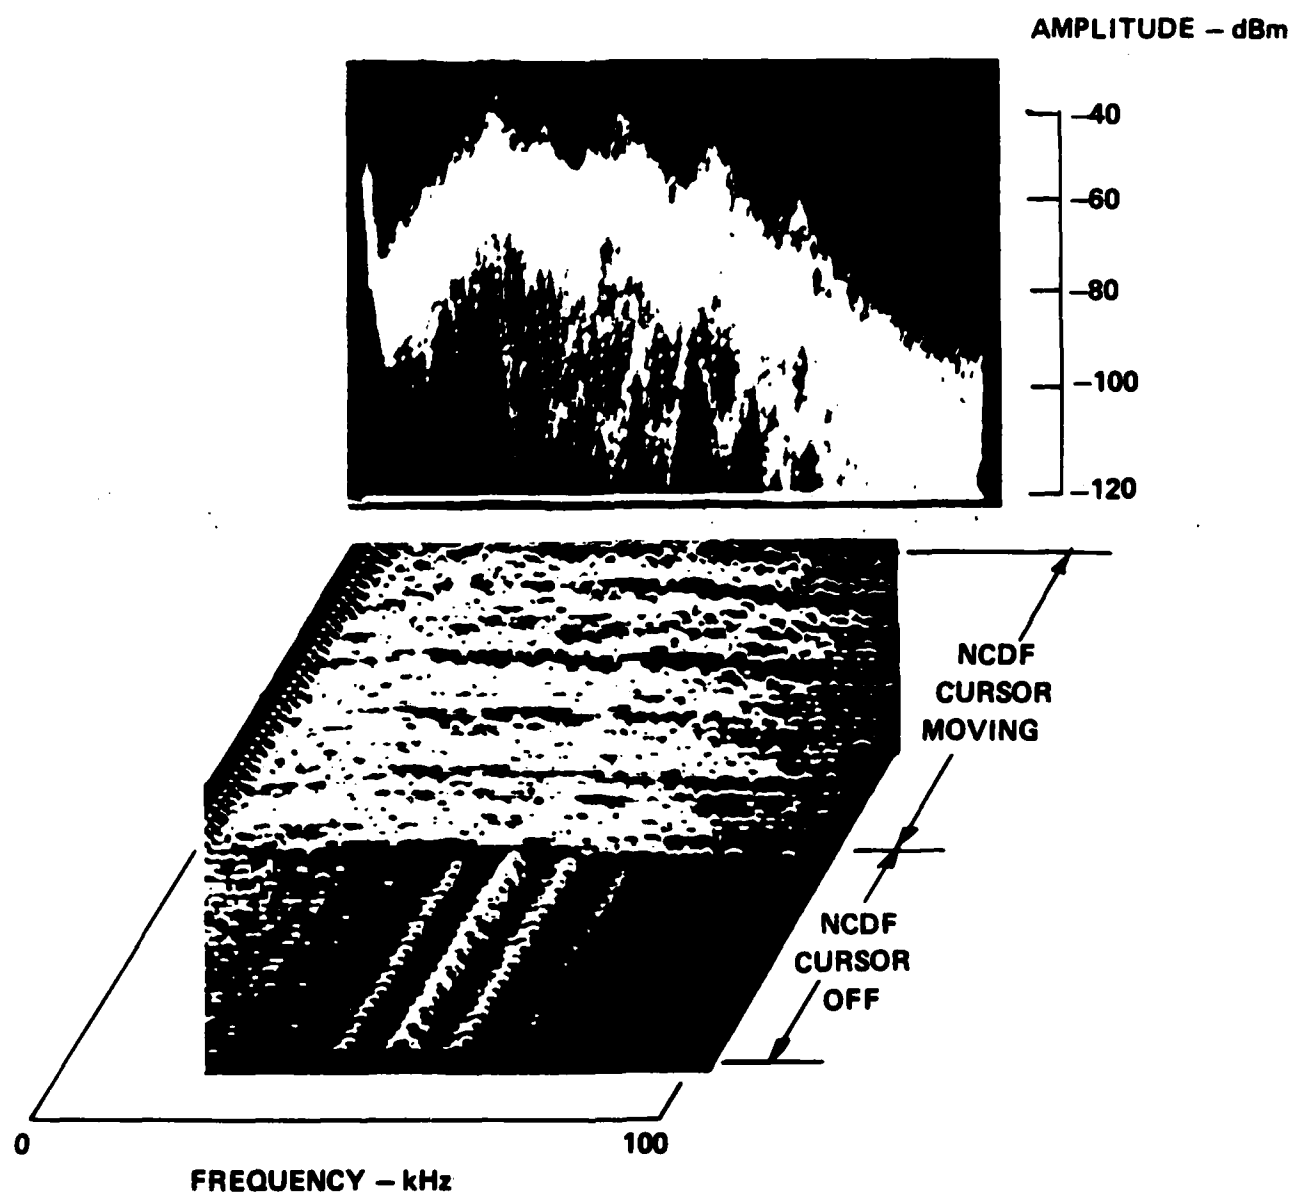 AMPLITUDE – dBm
–40
–60
–80
–100
–120
NCDF
CURSOR
MOVING
NCDF
CURSOR
OFF
0
100
FREQUENCY – kHz